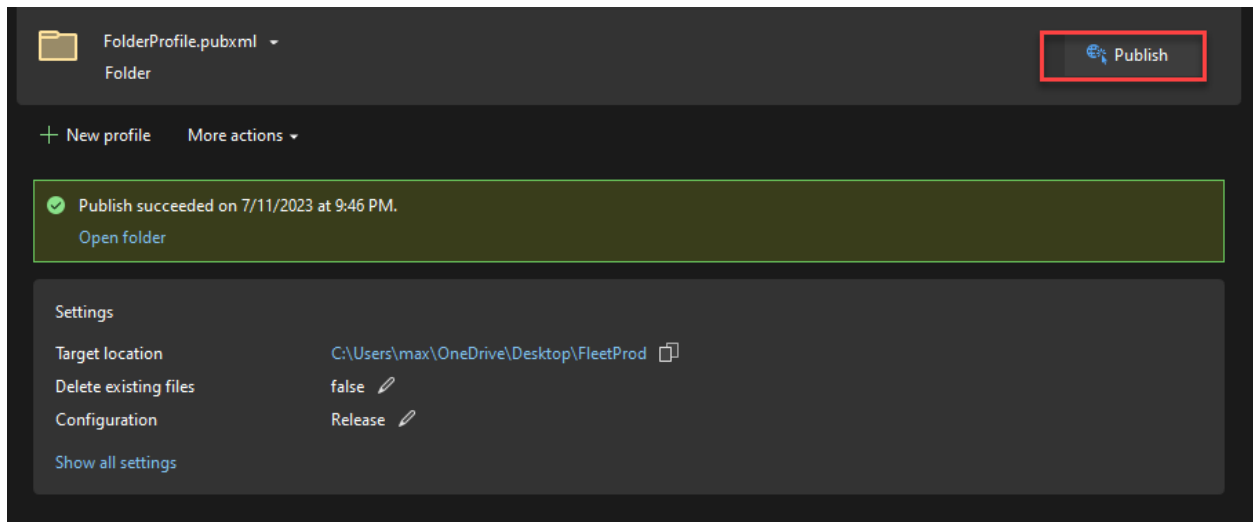 FolderProfile.pubxml
Folder
Publish
New profile More actions
Publish succeeded on 7/11/2023 at 9:46 PM.
Open folder
Settings
Target location C:\Users\max\OneDrive\Desktop\FleetProd
Delete existing files false
Configuration Release
Show all settings